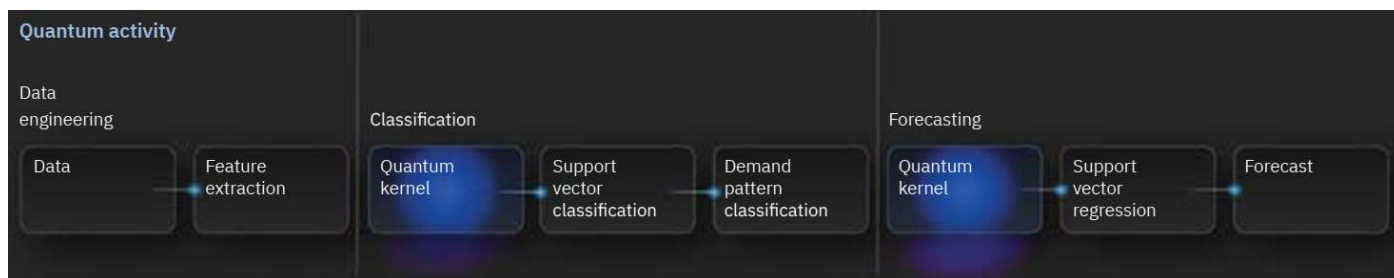 Quantum activity
Data
engineering
Classification
Forecasting
Data
Feature
extraction
Quantum
kernel
Support
vector
classification
Demand
pattern
classification
Quantum
kernel
Support
vector
regression
Forecast